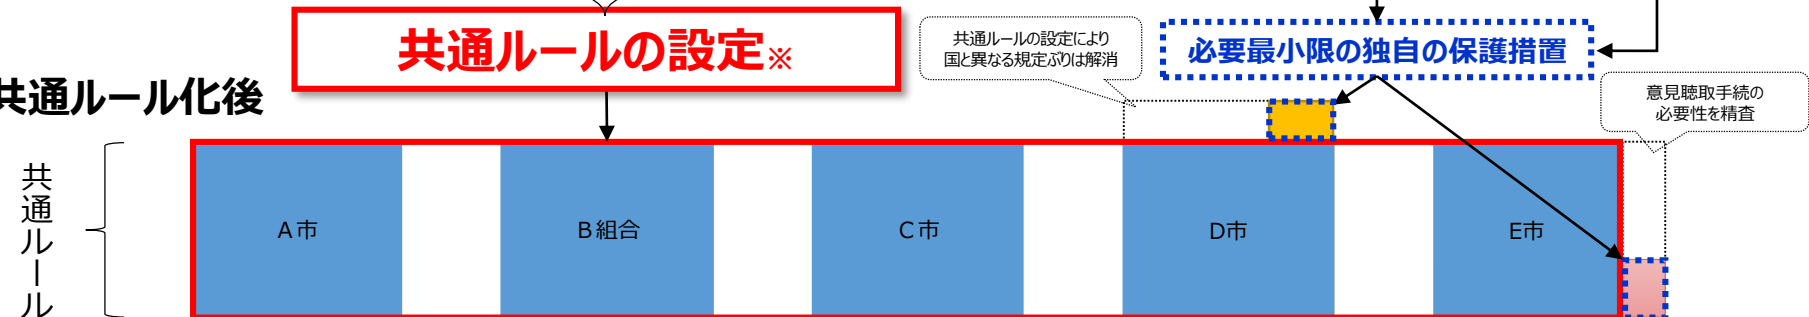 共通ルールの設定※
共通ルールの設定により
国と異なる規定ぶりは解消
必要最小限の独自の保護措置
意見聴取手続の
必要性を精査
共通ルール化後
共通ルール
A市
B組合
C市
D市
E市